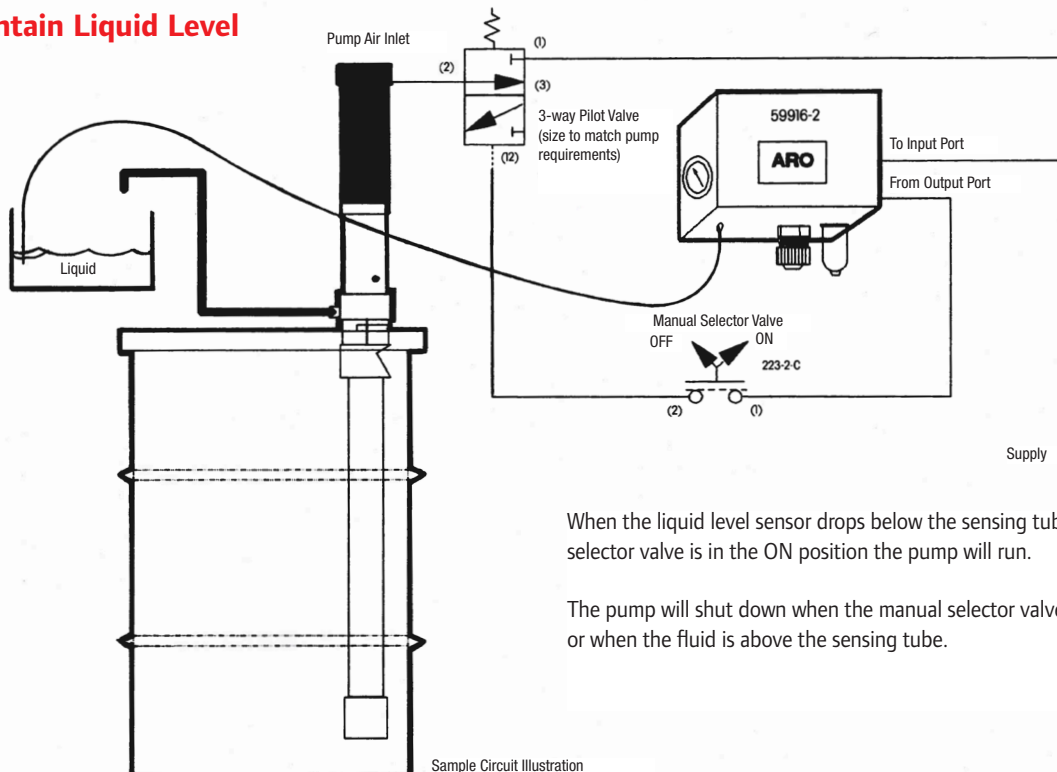 ntain Liquid Level
Pump Air Inlet
(1)
(2)
(3)
3-way Pilot Valve
(size to match pump
requirements)
(12)
59916-2
ARO
To Input Port
From Output Port
Liquid
Manual Selector Valve
OFF
ON
223-2-C
(2)
(1)
Supply
When the liquid level sensor drops below the sensing tub
selector valve is in the ON position the pump will run.
The pump will shut down when the manual selector valve
or when the fluid is above the sensing tube.
Sample Circuit Illustration